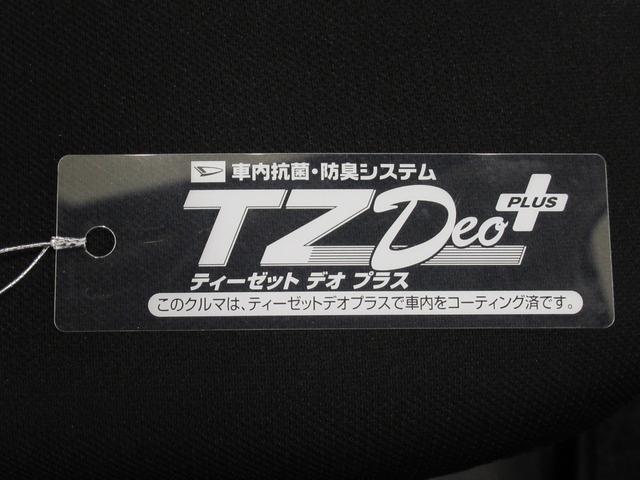 車内抗菌・防臭システム
TZ Deo PLUS
ティーゼット デオ プラス
このクルマは、ティーゼットデオプラスで車内をコーティング済です。